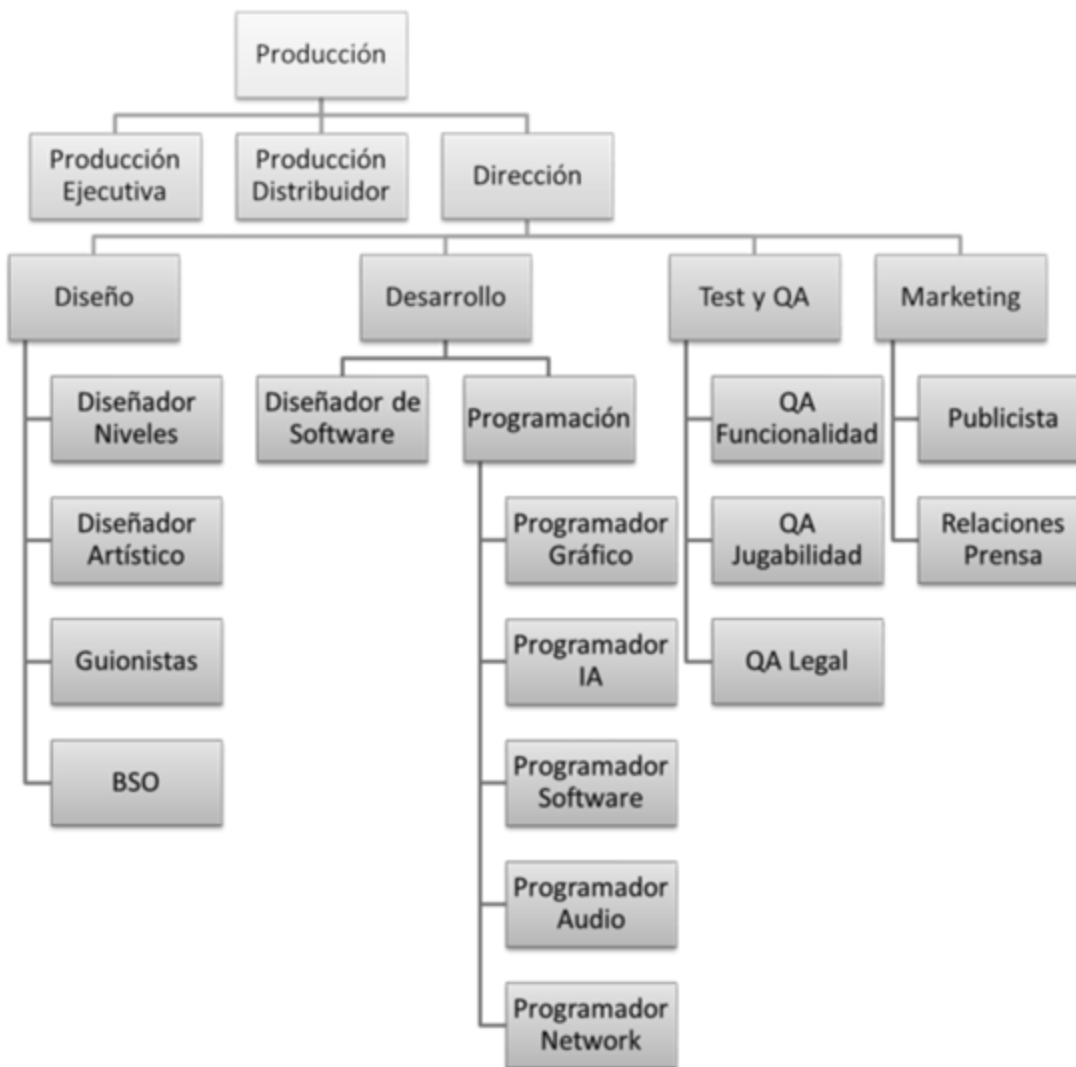 Producción
Producción
Ejecutiva
Producción
Distribuidor
Dirección
Diseño
Desarrollo
Test y QA
Marketing
Diseñador
Niveles
Diseñador
Artístico
Guionistas
BSO
Diseñador de
Software
Programación
Programador
Gráfico
Programador
IA
Programador
Software
Programador
Audio
Programador
Network
QA
Funcionalidad
QA
Jugabilidad
QA Legal
Publicista
Relaciones
Prensa